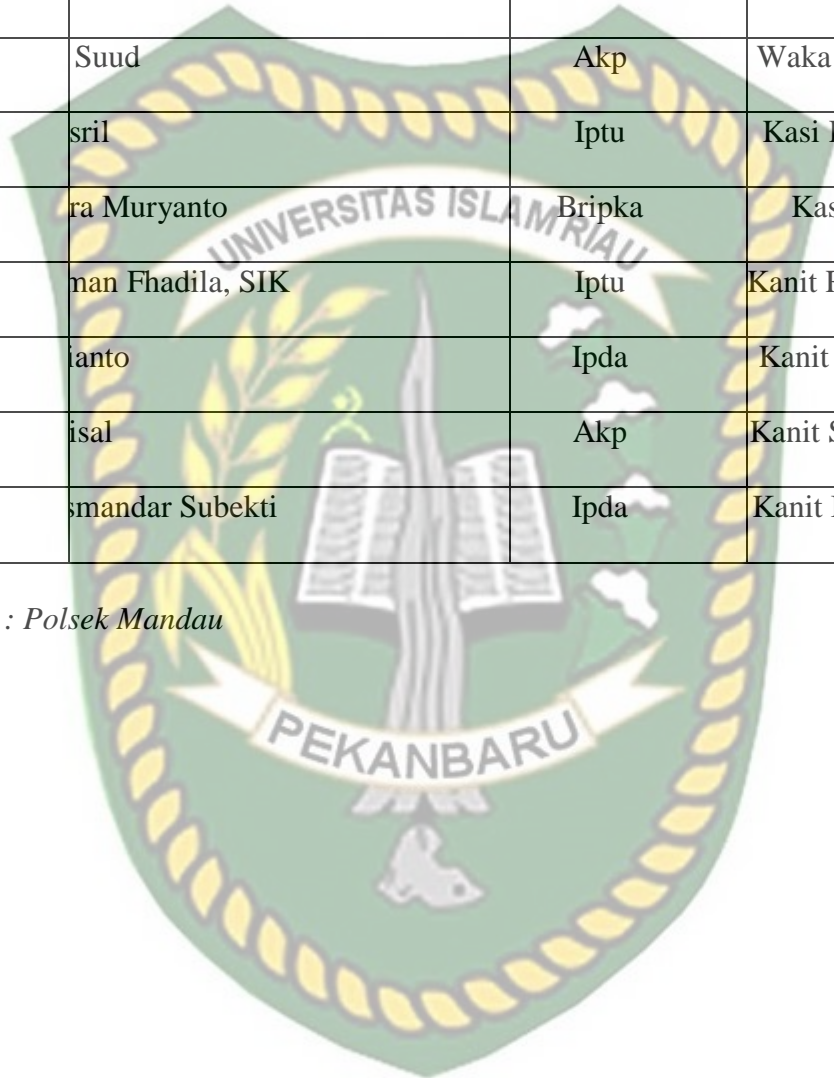 Suud Akp Waka
sril Iptu Kasi
ra Muryanto Bripka Kas
man Fhadila, SIK Iptu Kanit
ianto Ipda Kanit
isal Akp Kanit S
smandar Subekti Ipda Kanit
: Polsek Mandau
UNIVERSITAS ISLAM RIAU
PEKANBARU